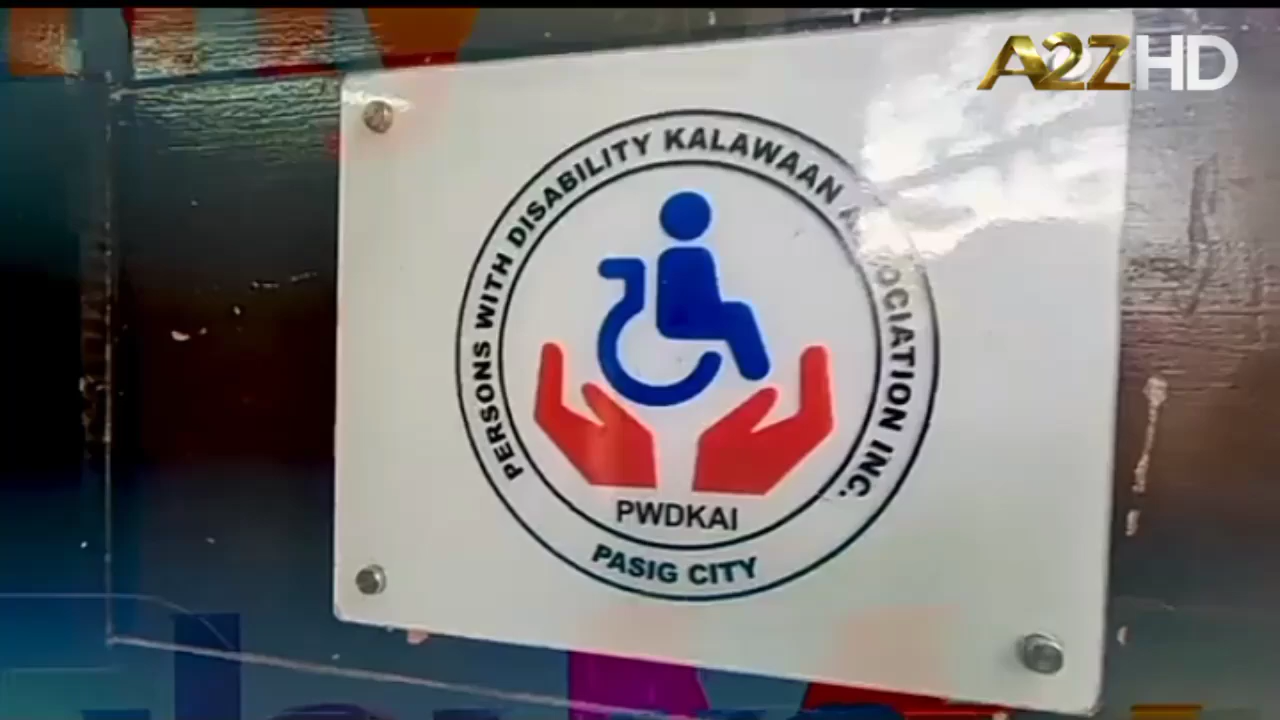 A2Z HD
PERSONS WITH DISABILITY KALAWAAN ASSOCIATION INC.
PWDKAI
PASIG CITY